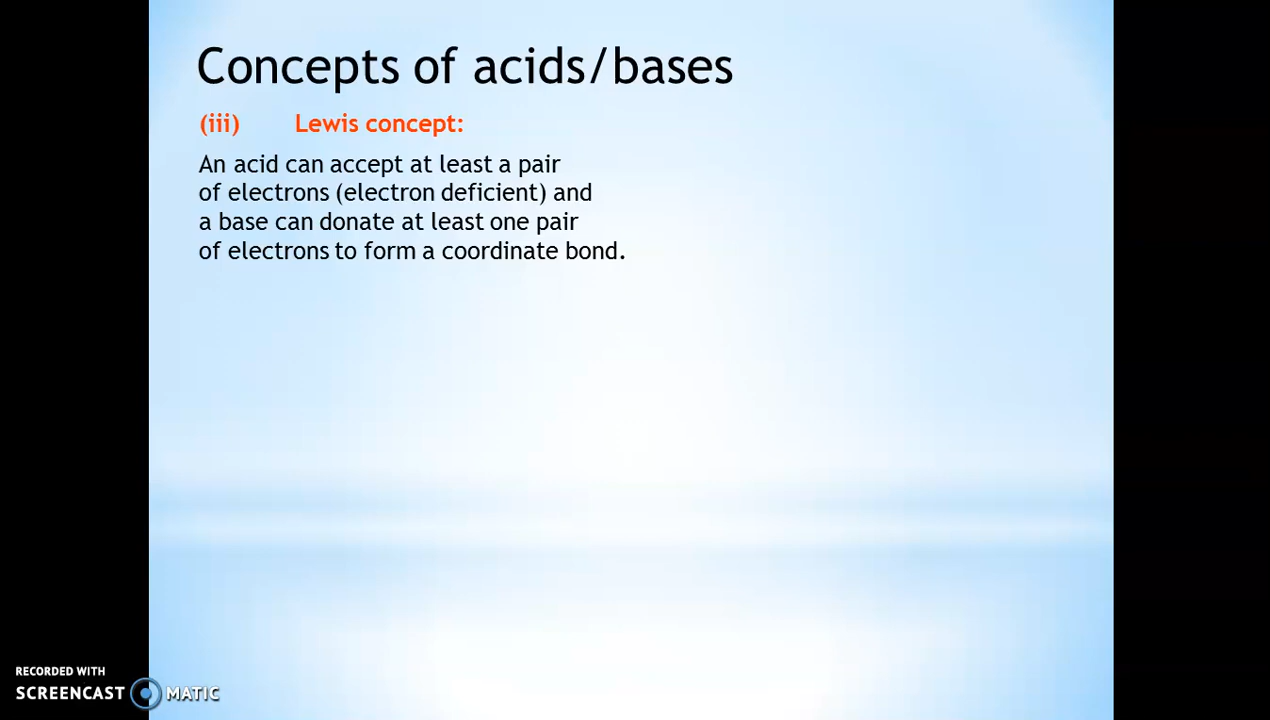 Concepts of acids/bases
(iii) Lewis concept:
An acid can accept at least a pair
of electrons (electron deficient) and
a base can donate at least one pair
of electrons to form a coordinate bond.
RECORDED WITH
SCREENCAST MATIC